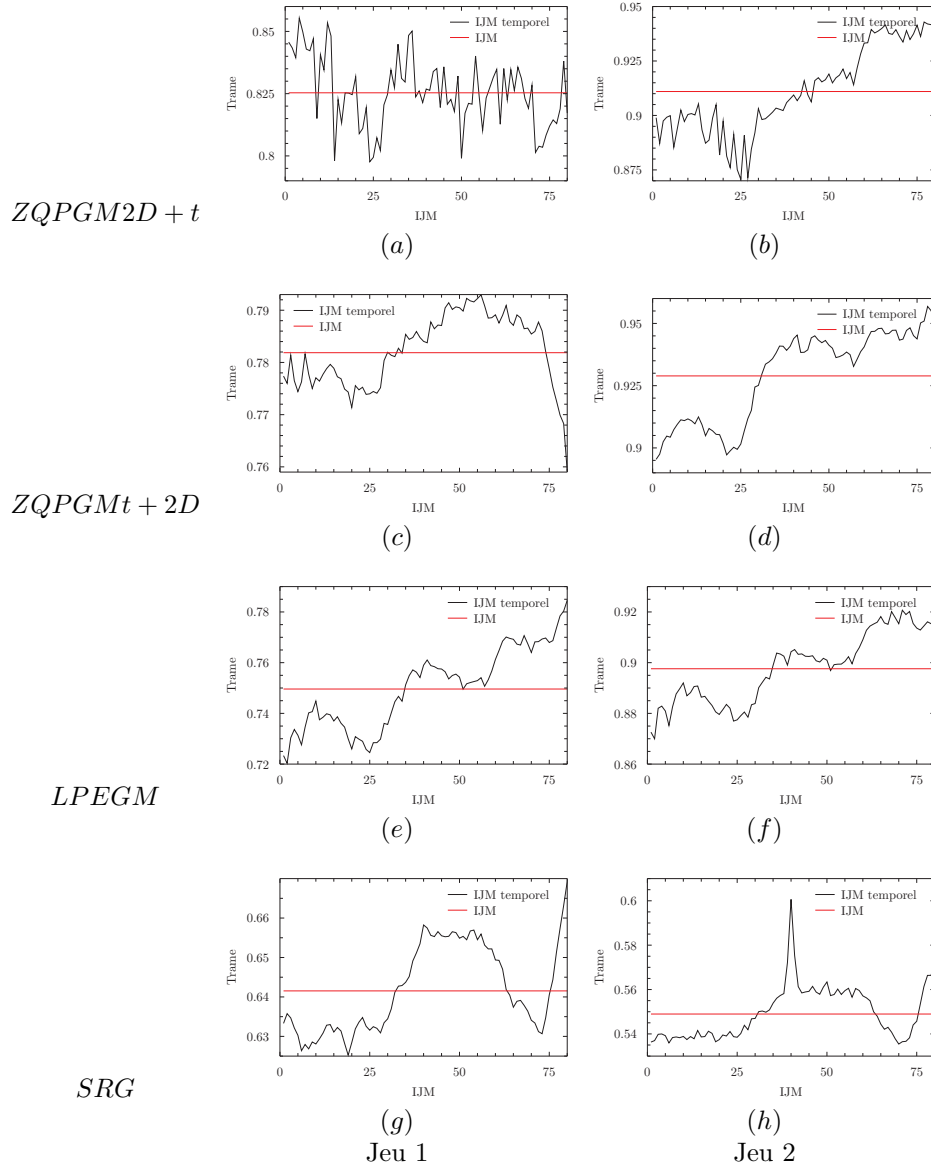 IJM temporel
IJM
0.85
0.825
0.8
Trame
0 25 50 75
IJM
(a)
IJM temporel
IJM
0.95
0.925
0.9
0.875
Trame
0 25 50 75
IJM
(b)
ZQPGM2D + t
IJM temporel
IJM
0.79
0.78
0.77
0.76
Trame
0 25 50 75
IJM
(c)
IJM temporel
IJM
0.95
0.925
0.9
Trame
0 25 50 75
IJM
(d)
ZQPGMt + 2D
IJM temporel
IJM
0.78
0.76
0.74
0.72
Trame
0 25 50 75
IJM
(e)
IJM temporel
IJM
0.92
0.9
0.88
0.86
Trame
0 25 50 75
IJM
(f)
LPEGM
IJM temporel
IJM
0.66
0.65
0.64
0.63
Trame
0 25 50 75
IJM
(g)
IJM temporel
IJM
0.6
0.58
0.56
0.54
Trame
0 25 50 75
IJM
(h)
SRG
Jeu 1
Jeu 2